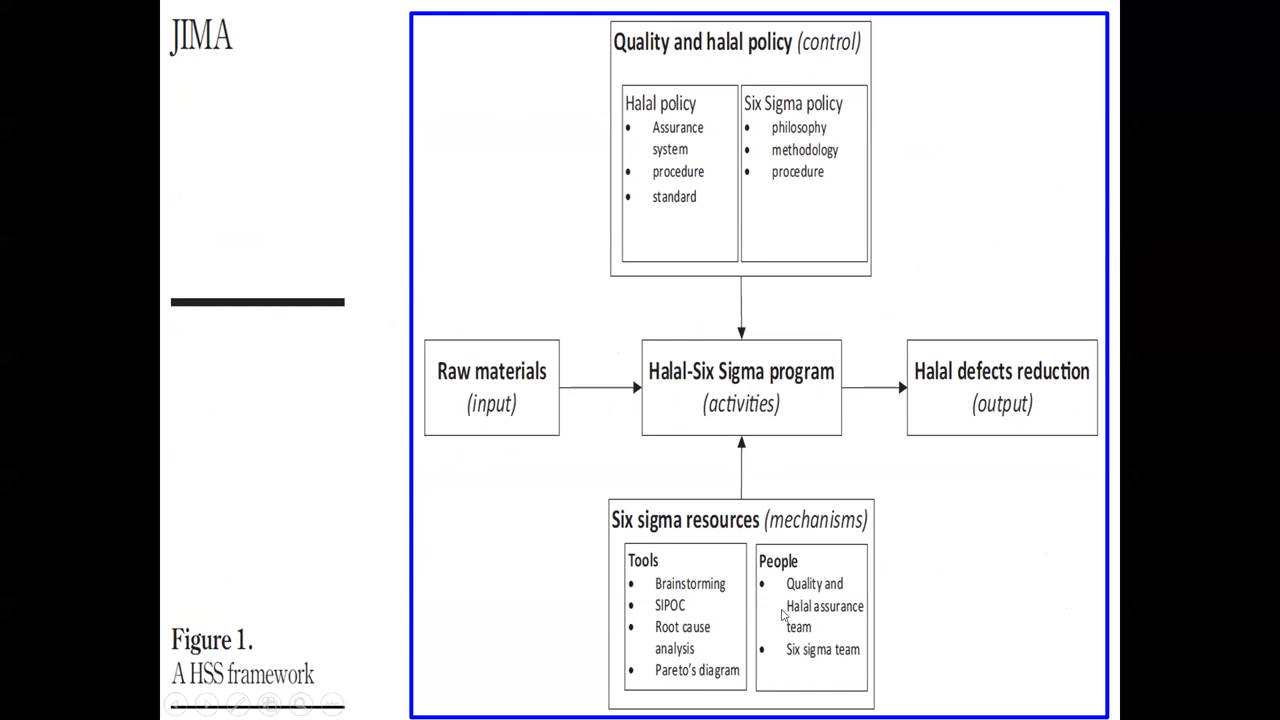 JIMA
Quality and halal policy (control)
Halal policy
• Assurance
system
• procedure
• standard
Six Sigma policy
• philosophy
• methodology
• procedure
Raw materials
(input)
Halal-Six Sigma program
(activities)
Halal defects reduction
(output)
Six sigma resources (mechanisms)
Tools
• Brainstorming
• SIPOC
• Root cause
analysis
• Pareto's diagram
People
• Quality and
Halal assurance
team
• Six sigma team
Figure 1.
A HSS framework